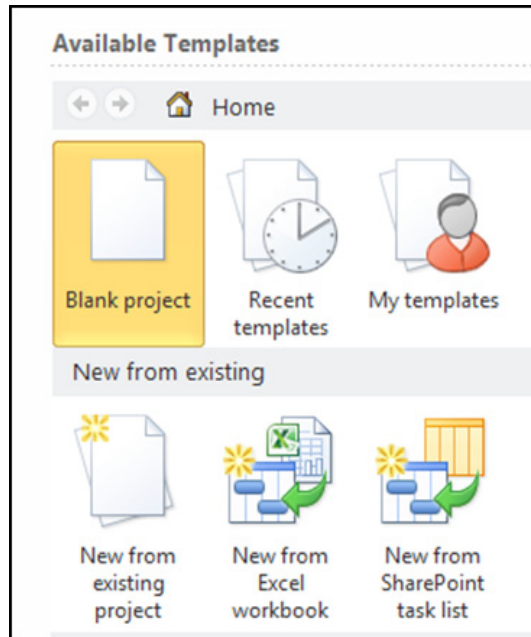 Available Templates
Home
Blank project
Recent
templates
My templates
New from existing
New from
existing
project
New from
Excel
workbook
New from
SharePoint
task list